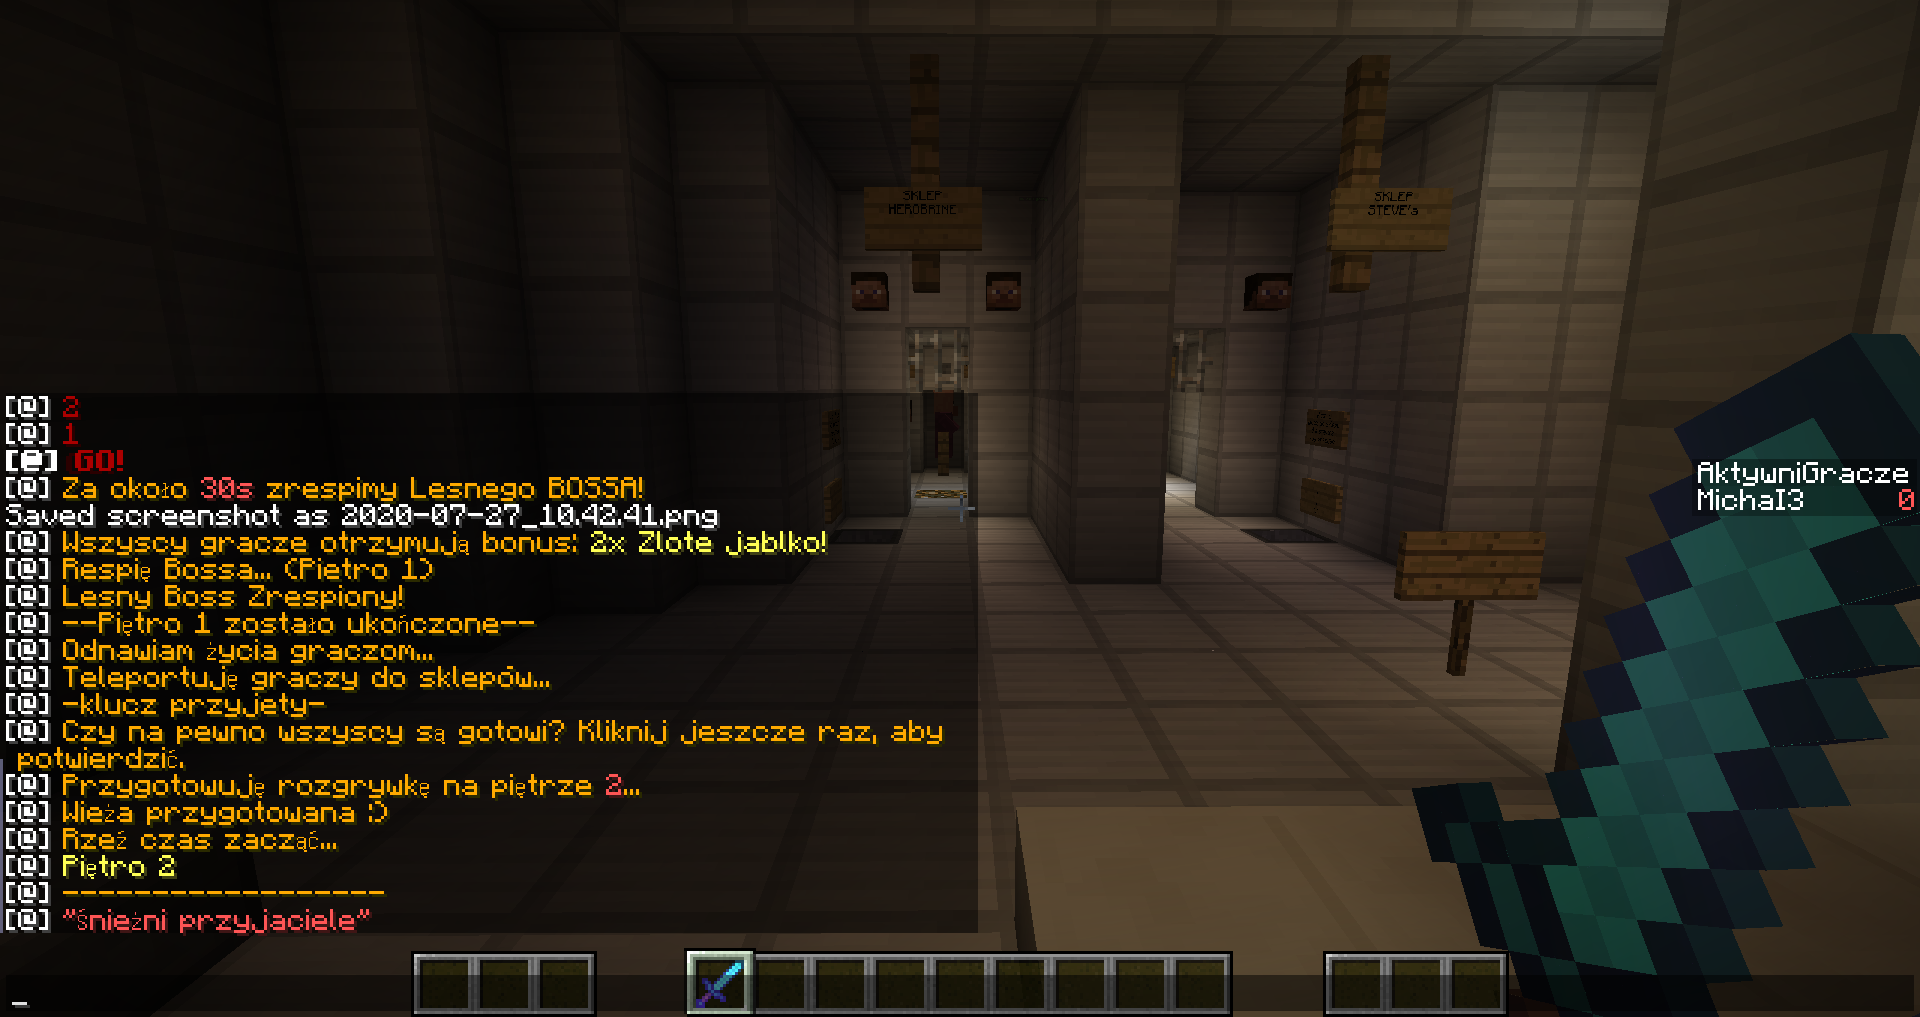 SKLEP
HEROBRINE
SKLEP
STEVE'a
[@] 2
[@] 1
[@] GO!
[@] Za około 30s zrespimy Lesnego BOSSA!
Saved screenshot as 2020-07-27_10.42.41.png
[@] Wszyscy gracze otrzymują bonus: 2x Zlote jablko!
[@] Respię Bossa... (Pietro 1)
[@] Lesny Boss Zrespiony!
[@] --Piętro 1 zostało ukończone--
[@] Odnawiam życia graczom...
[@] Teleportuję graczy do sklepów...
[@] -klucz przyjety-
[@] Czy na pewno wszyscy są gotowi? Kliknij jeszcze raz, aby
potwierdzić.
[@] Przygotowuję rozgrywkę na piętrze 2...
[@] Wieża przygotowana :)
[@] Rzeź czas zacząć...
[@] Piętro 2
[@] ------------------
[@] "Śnieżni przyjaciele"
AktywniGracze
MichaI3 0
_